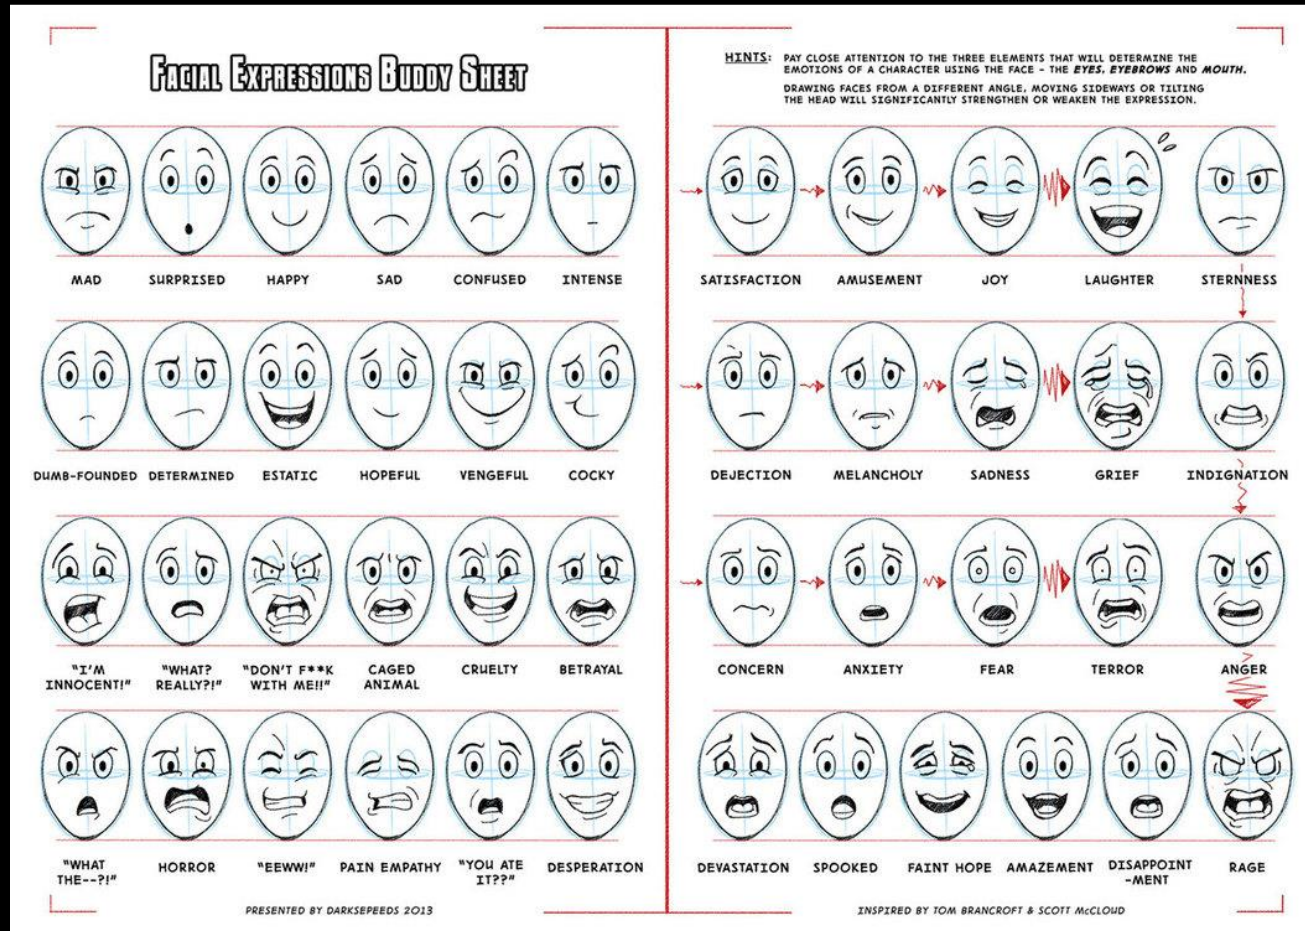 FACIAL EXPRESSIONS BUDDY SHEET
MAD SURPRISED HAPPY SAD CONFUSED INTENSE
DUMB-FOUNDED DETERMINED ESTATIC HOPEFUL VENGEFUL COCKY
"I'M INNOCENT!" "WHAT? REALLY?!" "DON'T F**K WITH ME!!" CAGED ANIMAL CRUELTY BETRAYAL
"WHAT THE--?!" HORROR "EEWW!" PAIN EMPATHY "YOU ATE IT??" DESPERATION
PRESENTED BY DARKSEPEEDS 2013
HINTS: PAY CLOSE ATTENTION TO THE THREE ELEMENTS THAT WILL DETERMINE THE
EMOTIONS OF A CHARACTER USING THE FACE - THE EYES, EYEBROWS AND MOUTH.
DRAWING FACES FROM A DIFFERENT ANGLE, MOVING SIDEWAYS OR TILTING
THE HEAD WILL SIGNIFICANTLY STRENGTHEN OR WEAKEN THE EXPRESSION.
SATISFACTION AMUSEMENT JOY LAUGHTER STERNNESS
DEJECTION MELANCHOLY SADNESS GRIEF INDIGNATION
CONCERN ANXIETY FEAR TERROR ANGER
DEVASTATION SPOOKED FAINT HOPE AMAZEMENT DISAPPOINT
-MENT RAGE
INSPIRED BY TOM BRANCROFT & SCOTT McCLOUD